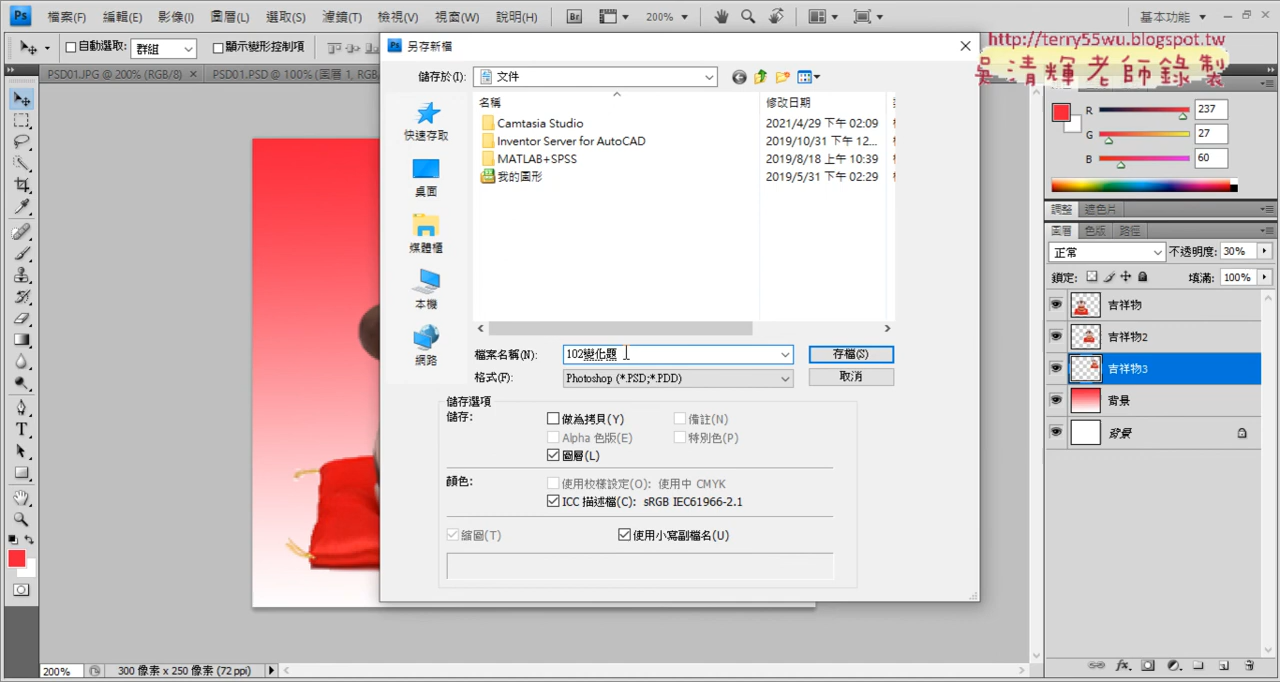 Ps 檔案(F) 編輯(E) 影像(I) 圖層(L) 選取(S) 濾鏡(T) 檢視(V) 視窗(W) 說明(H) Br 200% 基本功能
http://terry55wu.blogspot.tw
吳清輝老師錄製
自動選取: 群組 顯示變形控制項
PSD01.JPG @ 200% (RGB/8) PSD01.PSD @ 100% (圖層 1, RGB
Ps 另存新檔
儲存於(I): 文件
名稱 修改日期
Camtasia Studio 2021/4/29 下午 02:09
Inventor Server for AutoCAD 2019/10/31 下午 12...
MATLAB+SPSS 2019/8/18 上午 10:39
我的圖形 2019/5/31 下午 02:29
快速存取
桌面
媒體櫃
本機
網路
檔案名稱(N): 102變化題 存檔(S)
格式(F): Photoshop (*.PSD;*.PDD) 取消
儲存選項
儲存: 做為拷貝(Y) 備註(N)
Alpha 色版(E) 特別色(P)
圖層(L)
顏色: 使用校樣設定(O): 使用中 CMYK
ICC 描述檔(C): sRGB IEC61966-2.1
縮圖(T) 使用小寫副檔名(U)
R 237
G 27
B 60
調整 遮色片
圖層 色版 路徑
正常 不透明度: 30%
鎖定: 填滿: 100%
吉祥物
吉祥物2
吉祥物3
背景
背景
200% 300 像素 x 250 像素 (72 ppi)